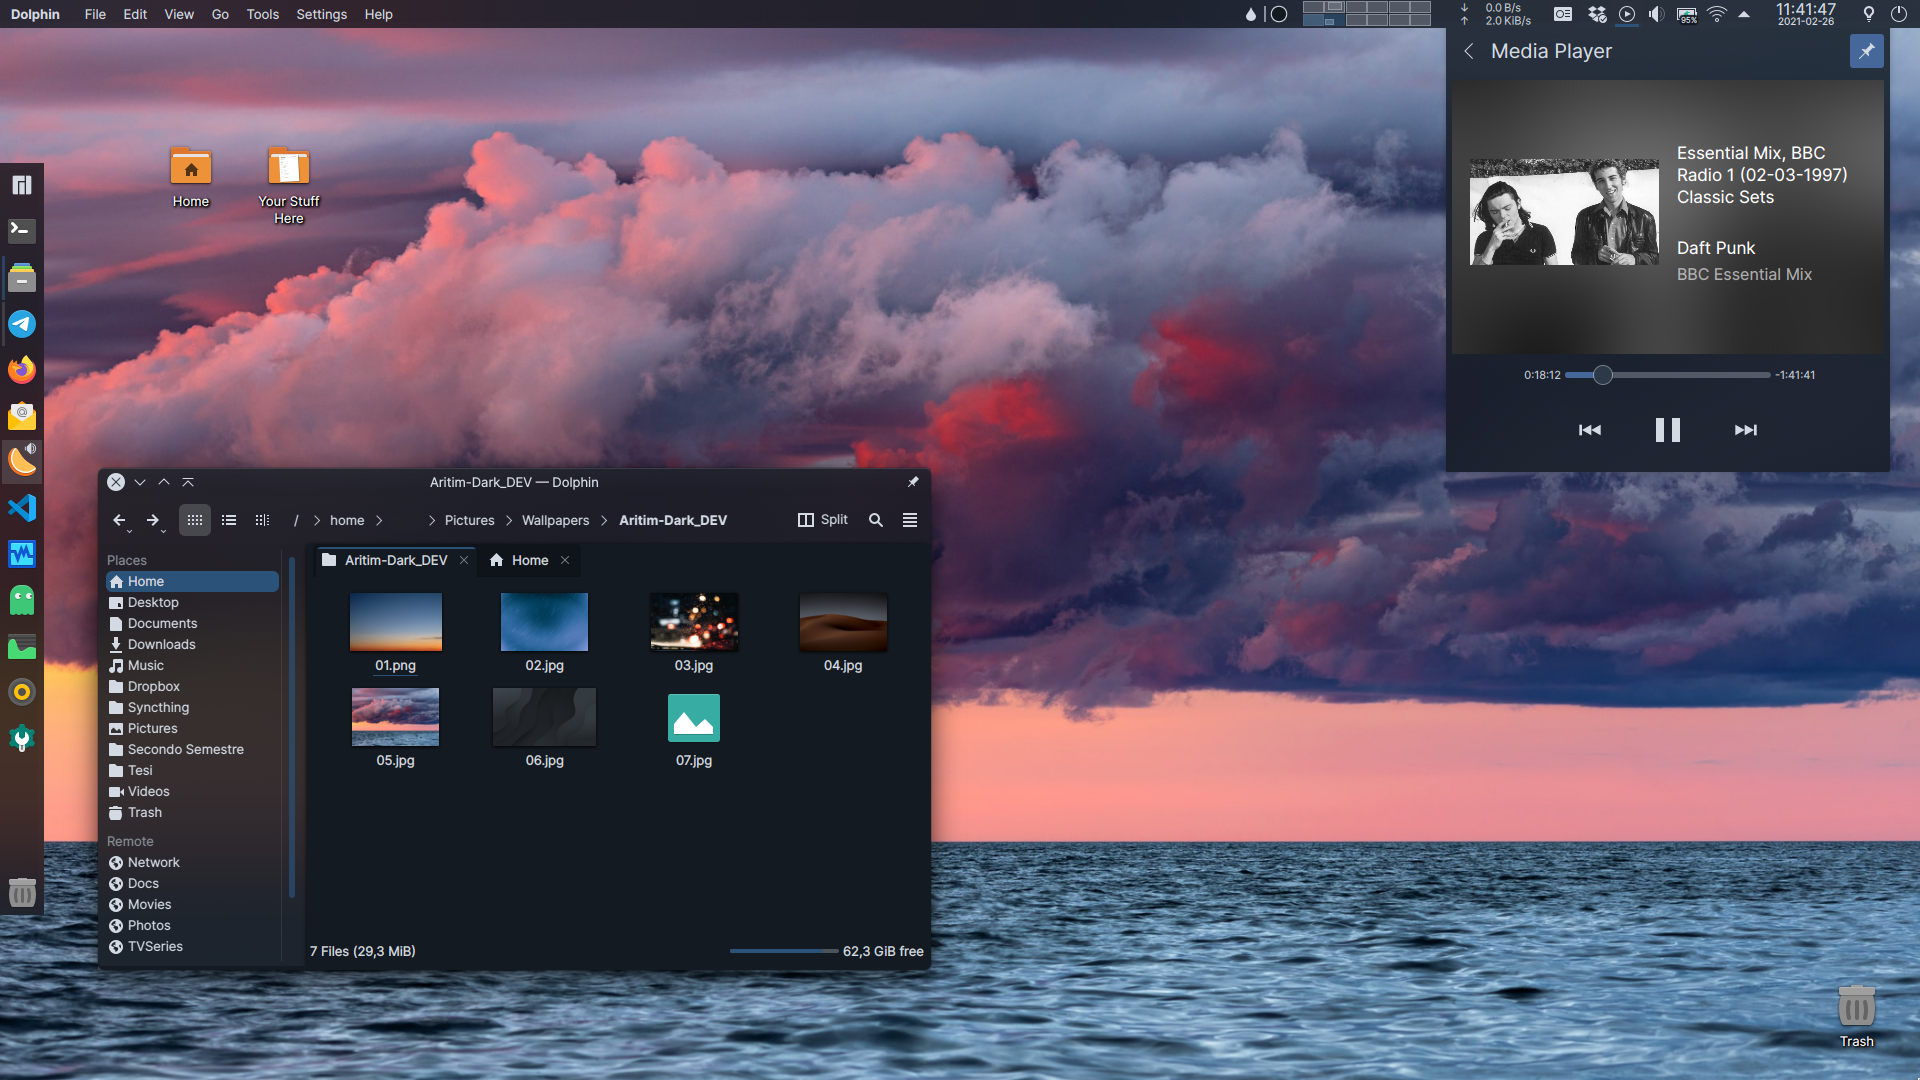 Dolphin File Edit View Go Tools Settings Help
0.0 B/s
2.0 KiB/s
95%
11:41:47
2021-02-26
Media Player
Essential Mix, BBC
Radio 1 (02-03-1997)
Classic Sets
Daft Punk
BBC Essential Mix
0:18:12
-1:41:41
Home
Your Stuff
Here
Aritim-Dark_DEV — Dolphin
/ > home > > Pictures > Wallpapers > Aritim-Dark_DEV
Split
Places
Home
Desktop
Documents
Downloads
Music
Dropbox
Syncthing
Pictures
Secondo Semestre
Tesi
Videos
Trash
Remote
Network
Docs
Movies
Photos
TVSeries
Aritim-Dark_DEV
Home
01.png
02.jpg
03.jpg
04.jpg
05.jpg
06.jpg
07.jpg
7 Files (29,3 MiB)
62,3 GiB free
Trash